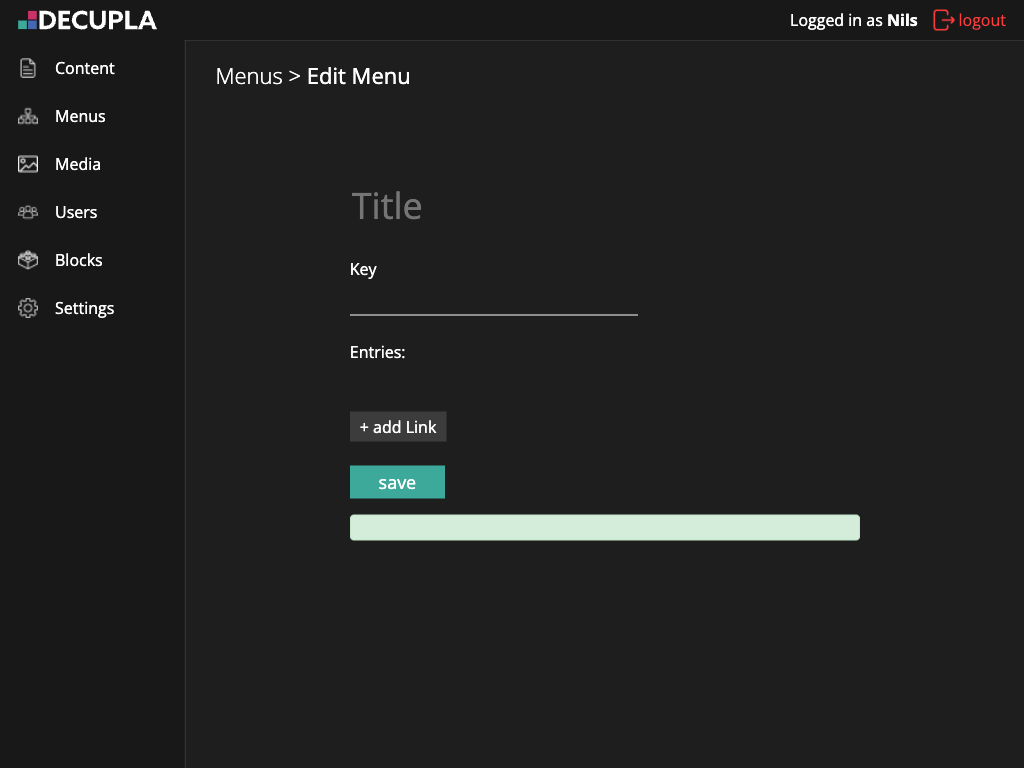 DECUPLA
Logged in as Nils
logout
Content
Menus
Media
Users
Blocks
Settings
Menus > Edit Menu
Title
Key
Entries:
+ add Link
save